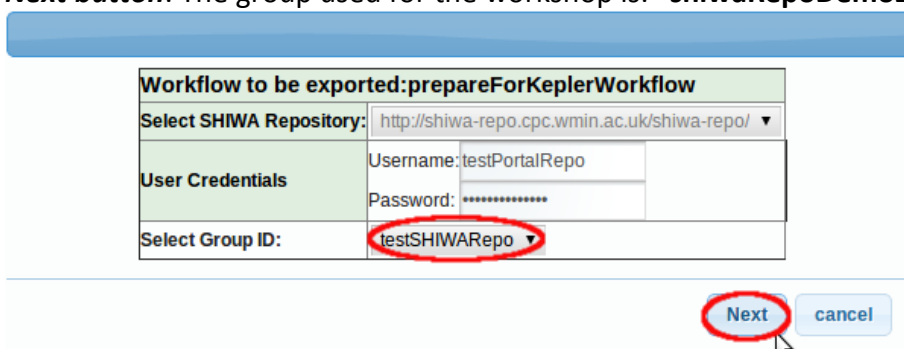 Next button. The group used for the workshop is: "shiwaRepoDemo
Workflow to be exported:prepareForKeplerWorkflow
Select SHIWA Repository: http://shiwa-repo.cpc.wmin.ac.uk/shiwa-repo/
User Credentials
Username: testPortalRepo
Password: ••••••••••••••
Select Group ID: testSHIWARepo
Next cancel